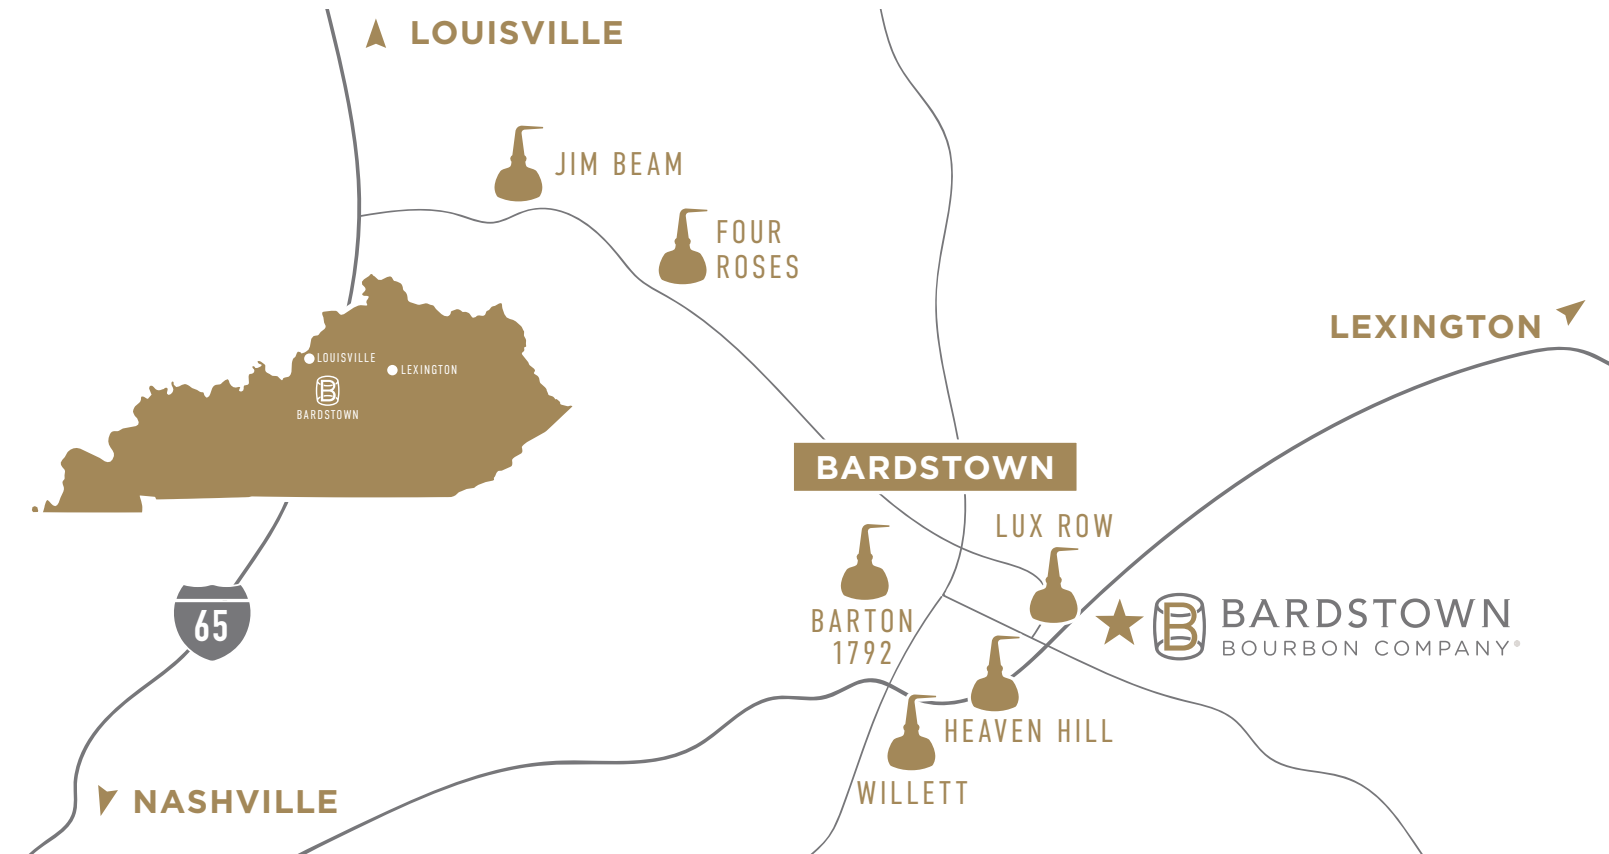 LOUISVILLE
JIM BEAM
FOUR
ROSES
LEXINGTON
LOUISVILLE
LEXINGTON
B
BARDSTOWN
BARDSTOWN
LUX ROW
65
BARTON
1792
B
BARDSTOWN
BOURBON COMPANY®
HEAVEN HILL
WILLETT
NASHVILLE